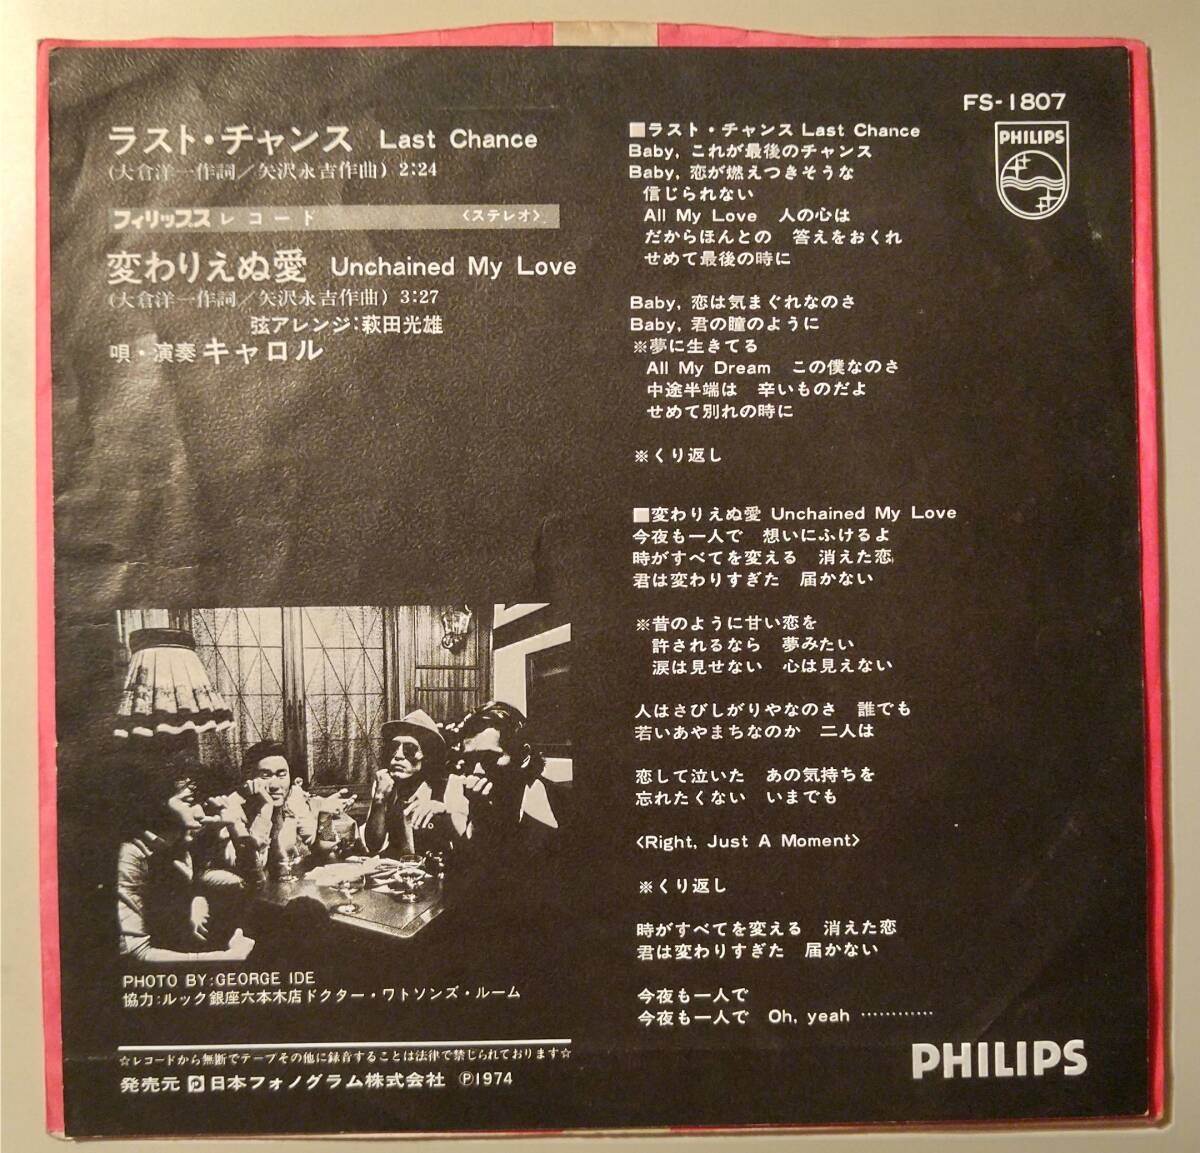 ラスト・チャンス Last Chance
(大倉洋一作詞／矢沢永吉作曲) 2:24
フィリップス レコード 〈ステレオ〉
変わりえぬ愛 Unchained My Love
(大倉洋一作詞／矢沢永吉作曲) 3:27
弦アレンジ:萩田光雄
唄・演奏 キャロル
PHOTO BY:GEORGE IDE
協力:ルック銀座六本木店ドクター・ワトソンズ・ルーム
☆レコードから無断でテープその他に録音することは法律で禁じられております☆
発売元 日本フォノグラム株式会社 Ⓟ1974
FS-1807
PHILIPS
■ラスト・チャンス Last Chance
Baby, これが最後のチャンス
Baby, 恋が燃えつきそうな
信じられない
All My Love 人の心は
だからほんとの 答えをおくれ
せめて最後の時に
Baby, 恋は気まぐれなのさ
Baby, 君の瞳のように
※夢に生きてる
All My Dream この僕なのさ
中途半端は 辛いものだよ
せめて別れの時に
※くり返し
■変わりえぬ愛 Unchained My Love
今夜も一人で 想いにふけるよ
時がすべてを変える 消えた恋
君は変わりすぎた 届かない
※昔のように甘い恋を
許されるなら 夢みたい
涙は見せない 心は見えない
人はさびしがりやなのさ 誰でも
若いあやまちなのか 二人は
恋して泣いた あの気持ちを
忘れたくない いまでも
〈Right, Just A Moment〉
※くり返し
時がすべてを変える 消えた恋
君は変わりすぎた 届かない
今夜も一人で
今夜も一人で Oh, yeah …………
PHILIPS